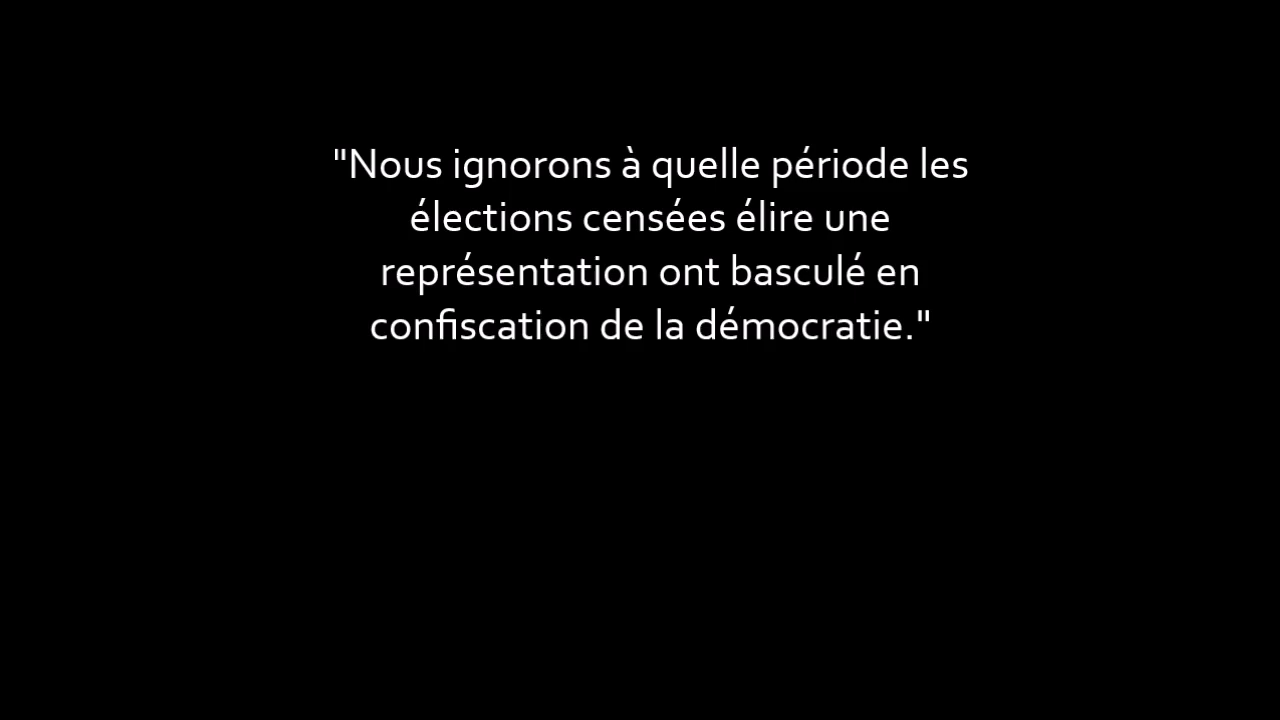 "Nous ignorons à quelle période les
élections censées élire une
représentation ont basculé en
confiscation de la démocratie."